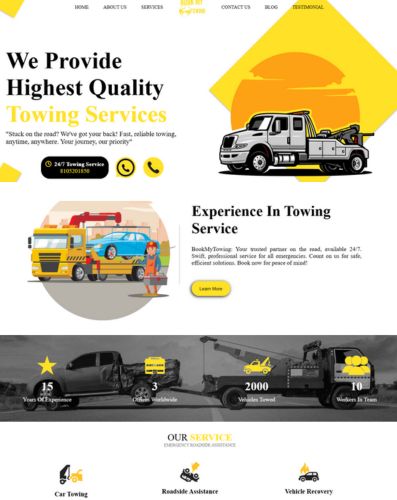 HOME
ABOUT US
SERVICES
CONTACT US
BLOG
TESTIMONIAL
We Provide
Highest Quality
Towing Services
"Stuck on the road? We've got your back! Fast, reliable towing,
anytime, anywhere. Your journey, our priority"
24/7 Towing Service
8105201850
Experience In Towing
Service
BookMyTowing: Your trusted partner on the road, available 24/7.
Swift, professional service for all emergencies. Count on us for safe,
efficient solutions. Book now for peace of mind!
Learn More
15
Years Of Experience
3
Offices Worldwide
2000
Vehicles Towed
10
Workers In Team
OUR SERVICE
EMERGENCY ROADSIDE ASSISTANCE
Car Towing
Roadside Assistance
Vehicle Recovery